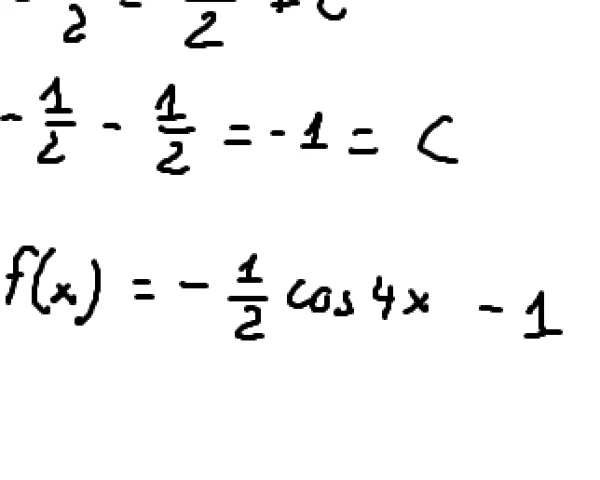 -1/2 - 1/2 = -1 = C
f(x) = - 1/2 cos 4x - 1